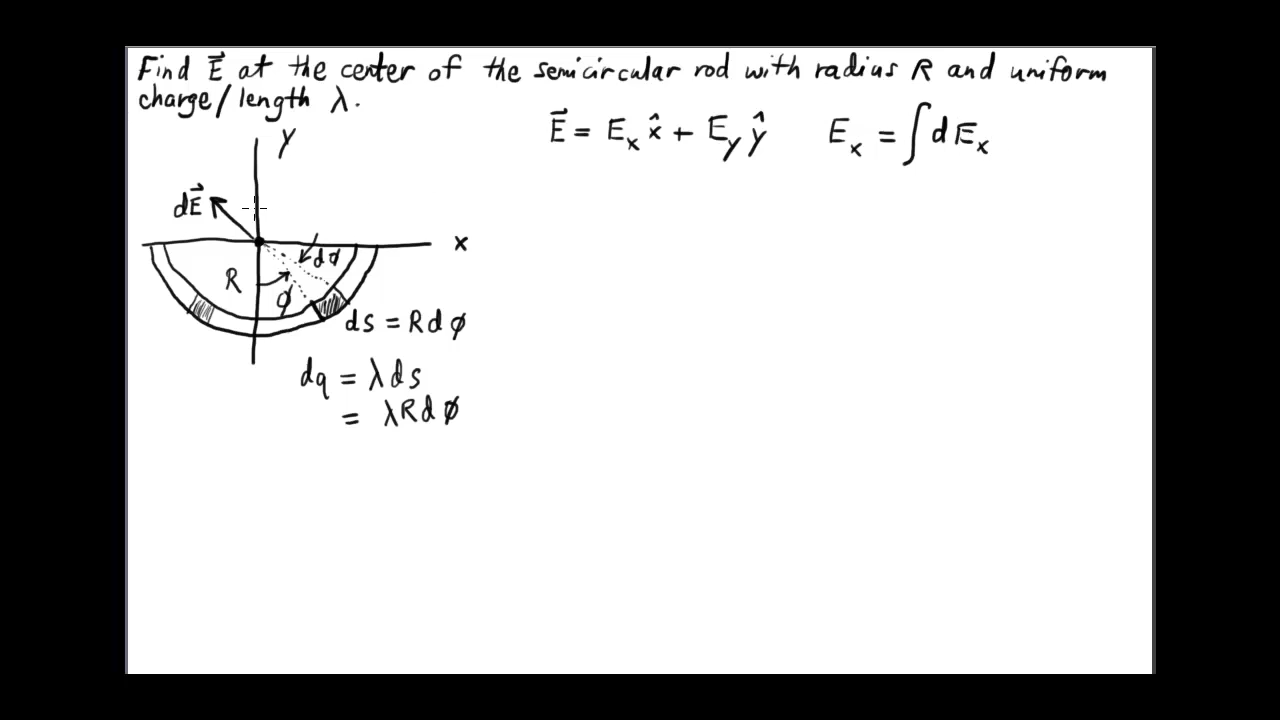 Find E⃗ at the center of the semicircular rod with radius R and uniform
charge/length λ.
E⃗ = Eₓ x̂ + E_y ŷ
Eₓ = ∫ dEₓ
y
dE⃗
x
dϕ
R
ϕ
ds = R dϕ
dq = λ ds
= λR dϕ